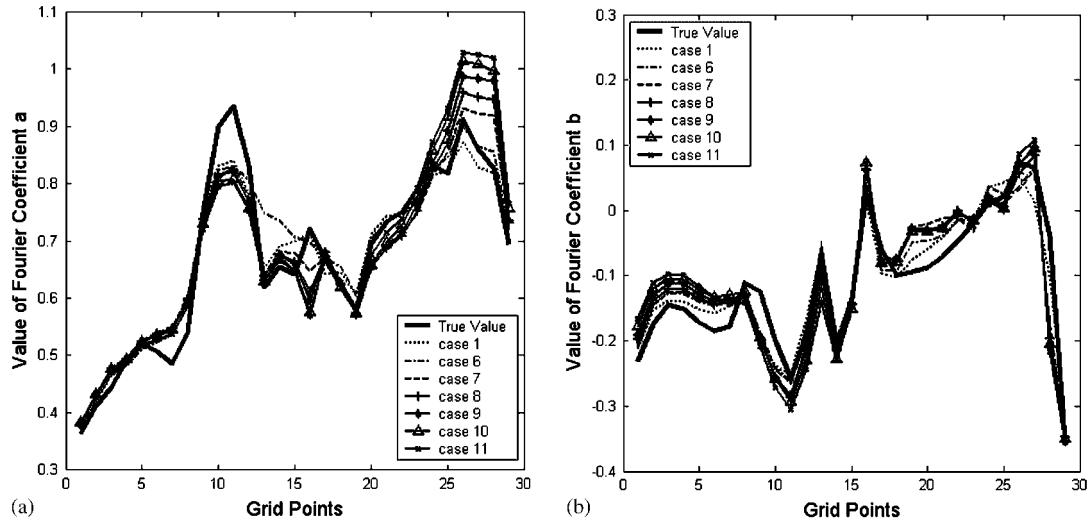 1.1
1
0.9
0.8
0.7
0.6
0.5
0.4
0.3
Value of Fourier Coefficient a
True Value
case 1
case 6
case 7
case 8
case 9
case 10
case 11
0 5 10 15 20 25 30
Grid Points
(a)
0.3
0.2
0.1
0
-0.1
-0.2
-0.3
-0.4
Value of Fourier Coefficient b
True Value
case 1
case 6
case 7
case 8
case 9
case 10
case 11
0 5 10 15 20 25 30
Grid Points
(b)